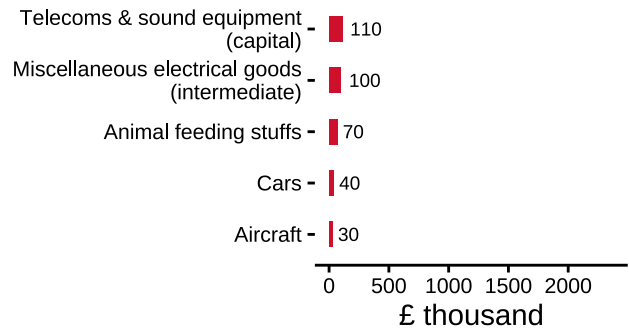 Telecoms & sound equipment
(capital)
110
Miscellaneous electrical goods
(intermediate)
100
Animal feeding stuffs
70
Cars
40
Aircraft
30
0 500 1000 1500 2000
£ thousand